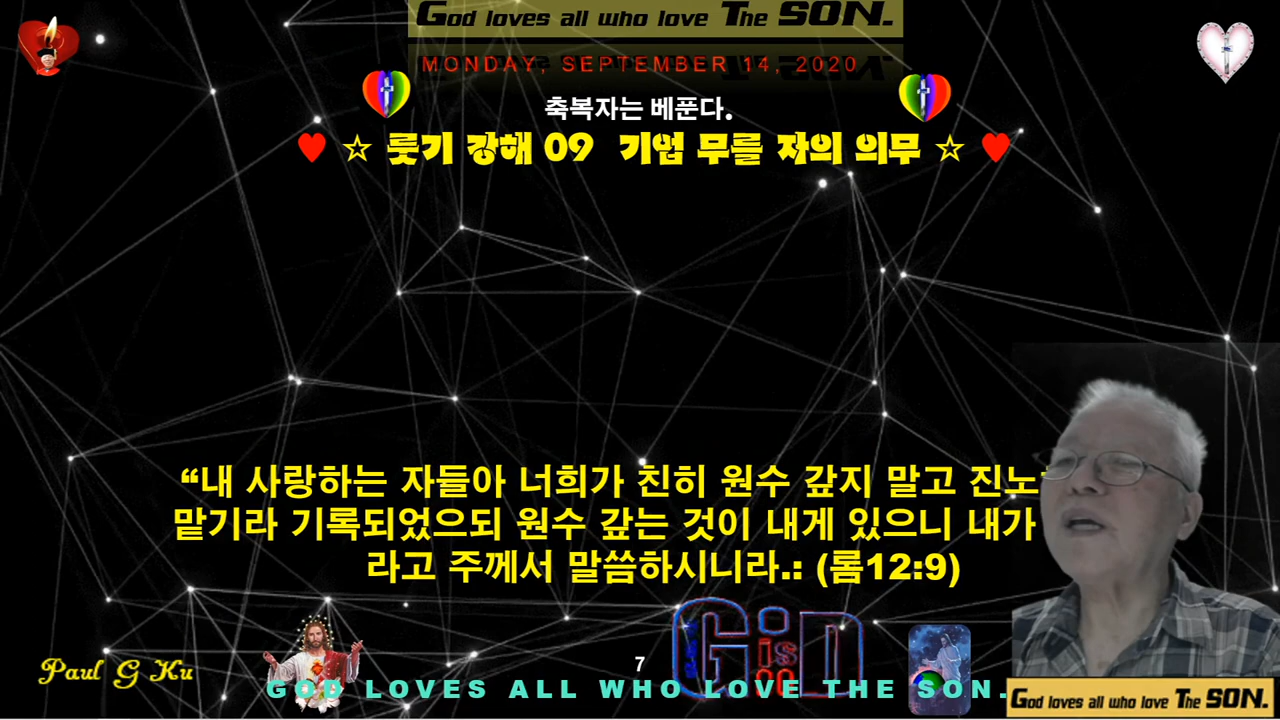 God loves all who love The SON.
MONDAY, SEPTEMBER 14, 2020
축복자는 베푼다.
♥ ☆ 룻기 강해 09 기업 무를 자의 의무 ☆ ♥
“내 사랑하는 자들아 너희가 친히 원수 갚지 말고
맡기라 기록되었으되 원수 갚는 것이 내게 있으니 내가
라고 주께서 말씀하시니라.: (롬12:9)
GiD
is
Paul G Ku
7
GOD LOVES ALL WHO LOVE THE SON.
God loves all who love The SON.